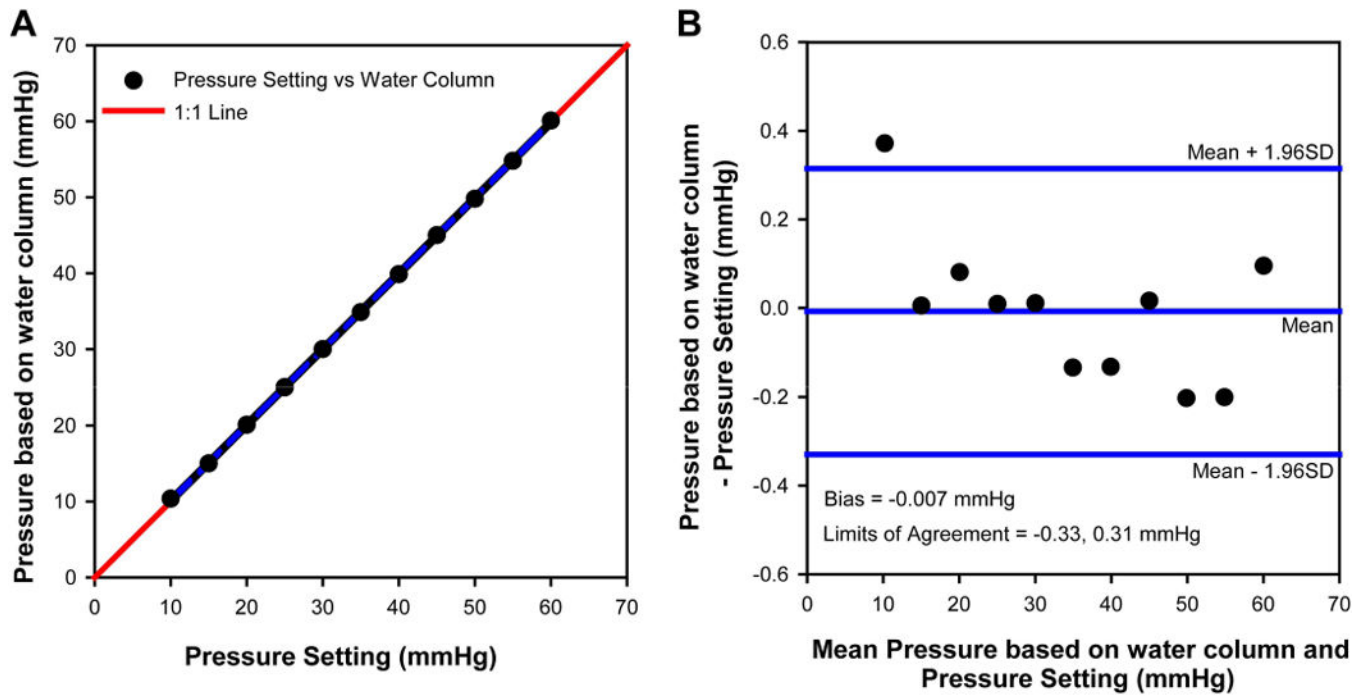 A
Pressure based on water column (mmHg)
70
60
50
40
30
20
10
0
Pressure Setting vs Water Column
1:1 Line
0 10 20 30 40 50 60 70
Pressure Setting (mmHg)
B
Pressure based on water column
- Pressure Setting (mmHg)
0.6
0.4
0.2
0.0
-0.2
-0.4
-0.6
Mean + 1.96SD
Mean
Mean - 1.96SD
Bias = -0.007 mmHg
Limits of Agreement = -0.33, 0.31 mmHg
0 10 20 30 40 50 60 70
Mean Pressure based on water column and
Pressure Setting (mmHg)